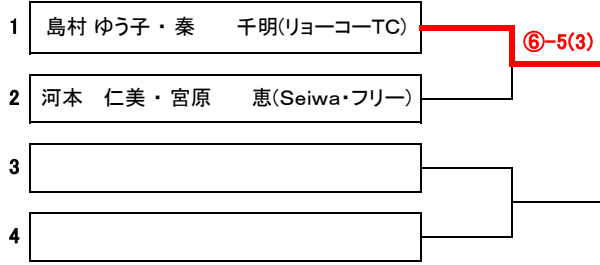 1 島村 ゆう子 ・ 秦　　千明(リョーコーTC)
⑥-5(3)
2 河本　仁美 ・ 宮原　　恵(Seiwa・フリー)
3
4